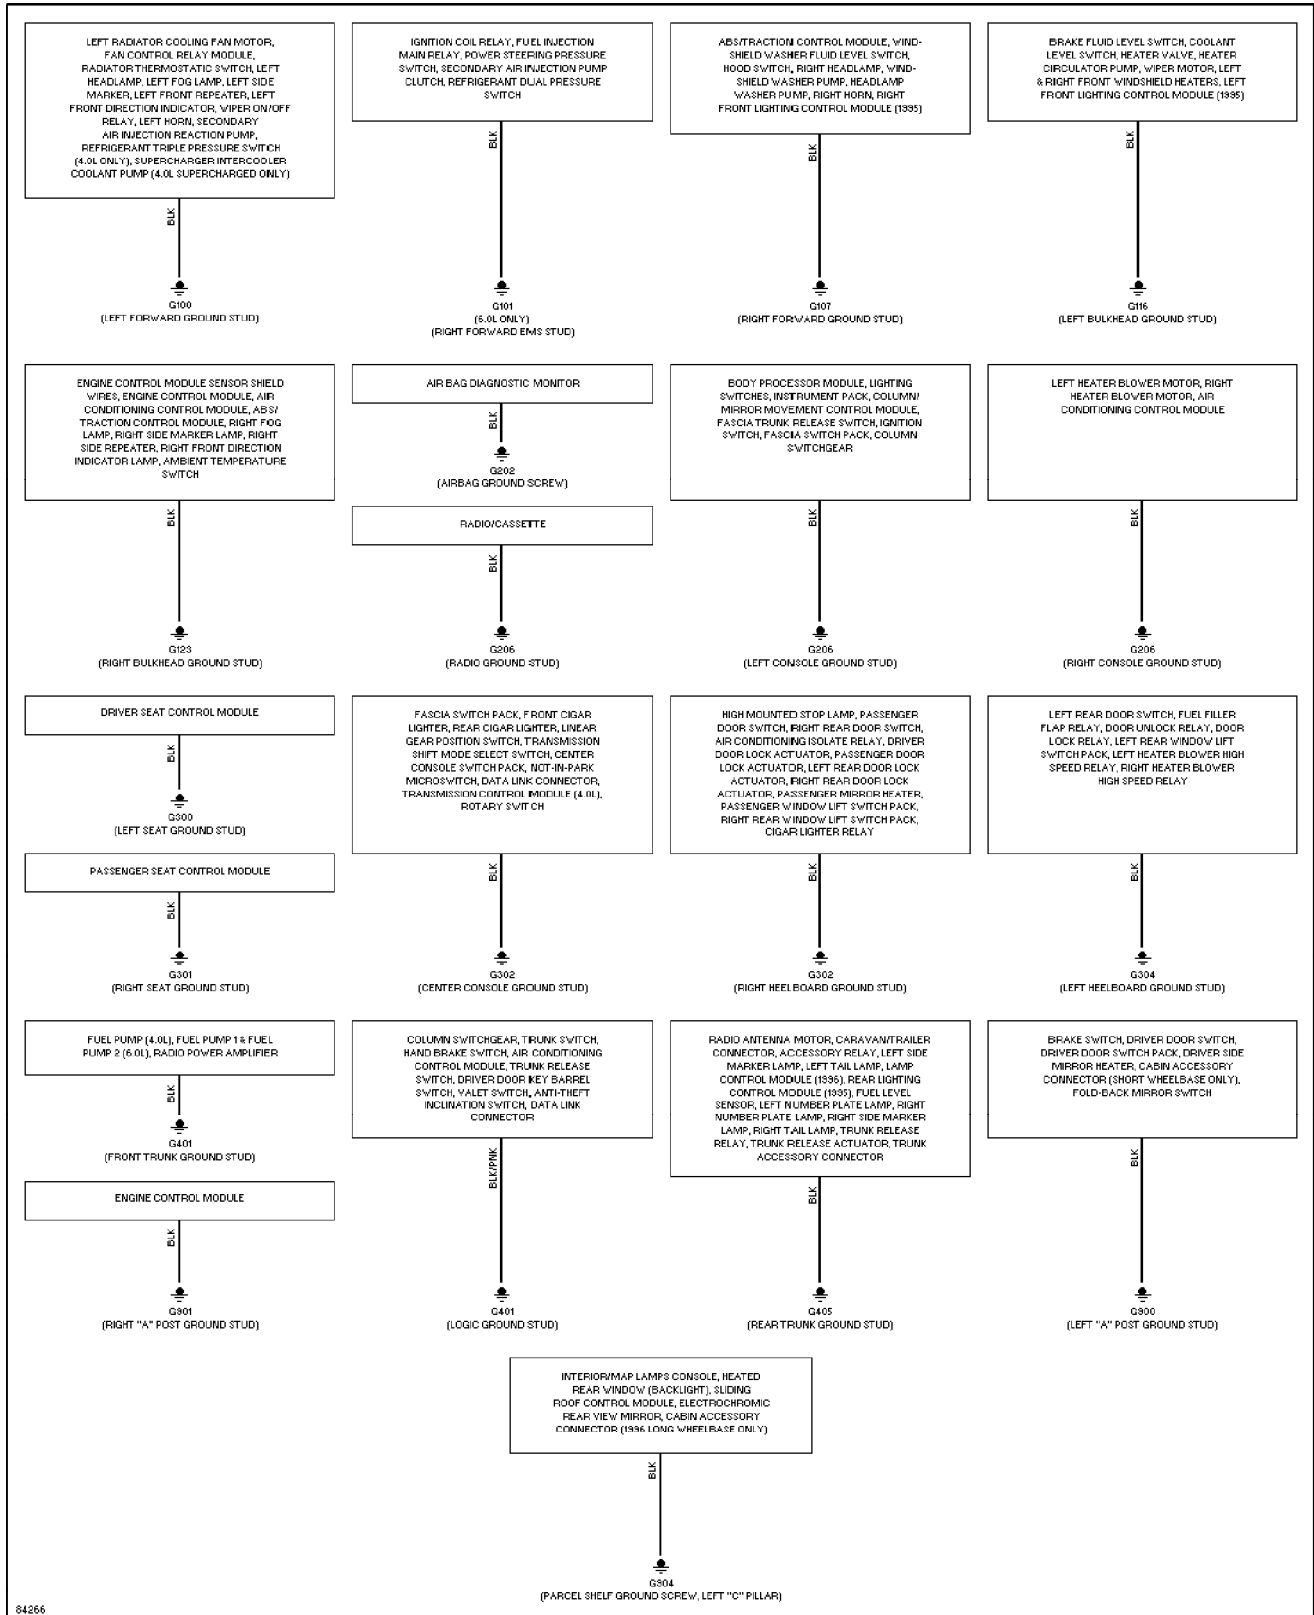 LEFT RADIATOR COOLING FAN MOTOR,
FAN CONTROL RELAY MODULE,
RADIATOR THERMOSTATIC SWITCH, LEFT
HEADLAMP, LEFT FOG LAMP, LEFT SIDE
MARKER, LEFT FRONT REPEATER, LEFT
FRONT DIRECTION INDICATOR, WIPER ON/OFF
RELAY, LEFT HORN, SECONDARY
AIR INJECTION REACTION PUMP,
REFRIGERANT TRIPLE PRESSURE SWITCH
(4.0L ONLY), SUPERCHARGER INTERCOOLER
COOLANT PUMP (4.0L SUPERCHARGED ONLY)
BLK
G100
(LEFT FORWARD GROUND STUD)
IGNITION COIL RELAY, FUEL INJECTION
MAIN RELAY, POWER STEERING PRESSURE
SWITCH, SECONDARY AIR INJECTION PUMP
CLUTCH, REFRIGERANT DUAL PRESSURE
SWITCH
BLK
G101
(6.0L ONLY)
(RIGHT FORWARD EMS STUD)
ABS/TRACTION CONTROL MODULE, WIND-
SHIELD WASHER FLUID LEVEL SWITCH,
HOOD SWITCH, RIGHT HEADLAMP, WIND-
SHIELD WASHER PUMP, HEADLAMP
WASHER PUMP, RIGHT HORN, RIGHT
FRONT LIGHTING CONTROL MODULE (1995)
BLK
G107
(RIGHT FORWARD GROUND STUD)
BRAKE FLUID LEVEL SWITCH, COOLANT
LEVEL SWITCH, HEATER VALVE, HEATER
CIRCULATOR PUMP, WIPER MOTOR, LEFT
& RIGHT FRONT WINDSHIELD HEATERS, LEFT
FRONT LIGHTING CONTROL MODULE (1995)
BLK
G116
(LEFT BULKHEAD GROUND STUD)
ENGINE CONTROL MODULE SENSOR SHIELD
WIRES, ENGINE CONTROL MODULE, AIR
CONDITIONING CONTROL MODULE, ABS/
TRACTION CONTROL MODULE, RIGHT FOG
LAMP, RIGHT SIDE MARKER LAMP, RIGHT
SIDE REPEATER, RIGHT FRONT DIRECTION
INDICATOR LAMP, AMBIENT TEMPERATURE
SWITCH
BLK
G123
(RIGHT BULKHEAD GROUND STUD)
AIR BAG DIAGNOSTIC MONITOR
BLK
G202
(AIRBAG GROUND SCREW)
RADIO/CASSETTE
BLK
G206
(RADIO GROUND STUD)
BODY PROCESSOR MODULE, LIGHTING
SWITCHES, INSTRUMENT PACK, COLUMN/
MIRROR MOVEMENT CONTROL MODULE,
FASCIA TRUNK RELEASE SWITCH, IGNITION
SWITCH, FASCIA SWITCH PACK, COLUMN
SWITCHGEAR
BLK
G206
(LEFT CONSOLE GROUND STUD)
LEFT HEATER BLOWER MOTOR, RIGHT
HEATER BLOWER MOTOR, AIR
CONDITIONING CONTROL MODULE
BLK
G206
(RIGHT CONSOLE GROUND STUD)
DRIVER SEAT CONTROL MODULE
BLK
G300
(LEFT SEAT GROUND STUD)
PASSENGER SEAT CONTROL MODULE
BLK
G301
(RIGHT SEAT GROUND STUD)
FASCIA SWITCH PACK, FRONT CIGAR
LIGHTER, REAR CIGAR LIGHTER, LINEAR
GEAR POSITION SWITCH, TRANSMISSION
SHIFT MODE SELECT SWITCH, CENTER
CONSOLE SWITCH PACK, NOT-IN-PARK
MICROSWITCH, DATA LINK CONNECTOR,
TRANSMISSION CONTROL MODULE (4.0L),
ROTARY SWITCH
BLK
G302
(CENTER CONSOLE GROUND STUD)
HIGH MOUNTED STOP LAMP, PASSENGER
DOOR SWITCH, RIGHT REAR DOOR SWITCH,
AIR CONDITIONING ISOLATE RELAY, DRIVER
DOOR LOCK ACTUATOR, PASSENGER DOOR
LOCK ACTUATOR, LEFT REAR DOOR LOCK
ACTUATOR, RIGHT REAR DOOR LOCK
ACTUATOR, PASSENGER MIRROR HEATER,
PASSENGER WINDOW LIFT SWITCH PACK,
RIGHT REAR WINDOW LIFT SWITCH PACK,
CIGAR LIGHTER RELAY
BLK
G302
(RIGHT HEELBOARD GROUND STUD)
LEFT REAR DOOR SWITCH, FUEL FILLER
FLAP RELAY, DOOR UNLOCK RELAY, DOOR
LOCK RELAY, LEFT REAR WINDOW LIFT
SWITCH PACK, LEFT HEATER BLOWER HIGH
SPEED RELAY, RIGHT HEATER BLOWER
HIGH SPEED RELAY
BLK
G304
(LEFT HEELBOARD GROUND STUD)
FUEL PUMP (4.0L), FUEL PUMP 1 & FUEL
PUMP 2 (6.0L), RADIO POWER AMPLIFIER
BLK
G401
(FRONT TRUNK GROUND STUD)
ENGINE CONTROL MODULE
BLK
G901
(RIGHT "A" POST GROUND STUD)
COLUMN SWITCHGEAR, TRUNK SWITCH,
HAND BRAKE SWITCH, AIR CONDITIONING
CONTROL MODULE, TRUNK RELEASE
SWITCH, DRIVER DOOR KEY BARREL
SWITCH, VALET SWITCH, ANTI-THEFT
INCLINATION SWITCH, DATA LINK
CONNECTOR
BLK/PNK
G401
(LOGIC GROUND STUD)
RADIO ANTENNA MOTOR, CARAVAN/TRAILER
CONNECTOR, ACCESSORY RELAY, LEFT SIDE
MARKER LAMP, LEFT TAIL LAMP, LAMP
CONTROL MODULE (1996), REAR LIGHTING
CONTROL MODULE (1995), FUEL LEVEL
SENSOR, LEFT NUMBER PLATE LAMP, RIGHT
NUMBER PLATE LAMP, RIGHT SIDE MARKER
LAMP, RIGHT TAIL LAMP, TRUNK RELEASE
RELAY, TRUNK RELEASE ACTUATOR, TRUNK
ACCESSORY CONNECTOR
BLK
G405
(REAR TRUNK GROUND STUD)
BRAKE SWITCH, DRIVER DOOR SWITCH,
DRIVER DOOR SWITCH PACK, DRIVER SIDE
MIRROR HEATER, CABIN ACCESSORY
CONNECTOR (SHORT WHEELBASE ONLY),
FOLD-BACK MIRROR SWITCH
BLK
G900
(LEFT "A" POST GROUND STUD)
INTERIOR/MAP LAMPS CONSOLE, HEATED
REAR WINDOW (BACKLIGHT), SLIDING
ROOF CONTROL MODULE, ELECTROCHROMIC
REAR VIEW MIRROR, CABIN ACCESSORY
CONNECTOR (1996 LONG WHEELBASE ONLY)
BLK
G904
(PARCEL SHELF GROUND SCREW, LEFT "C" PILLAR)
84266